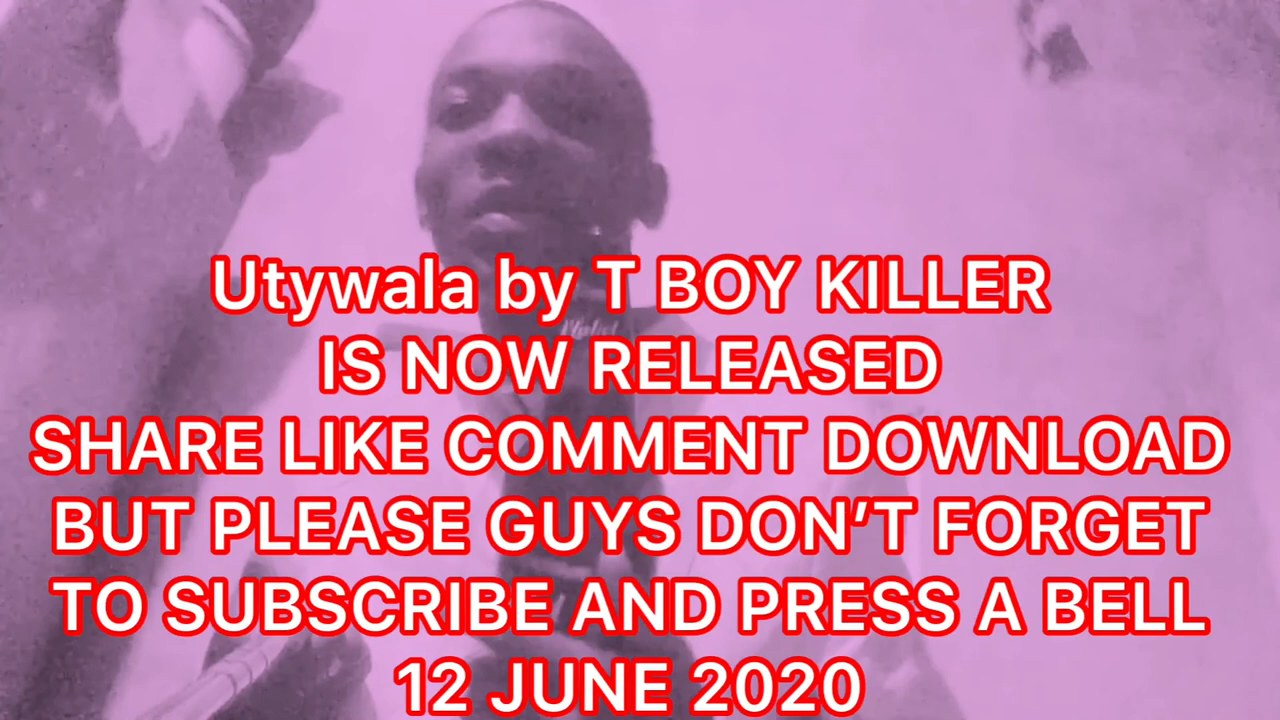 Utywala by T BOY KILLER
IS NOW RELEASED
SHARE LIKE COMMENT DOWNLOAD
BUT PLEASE GUYS DON’T FORGET
TO SUBSCRIBE AND PRESS A BELL
12 JUNE 2020